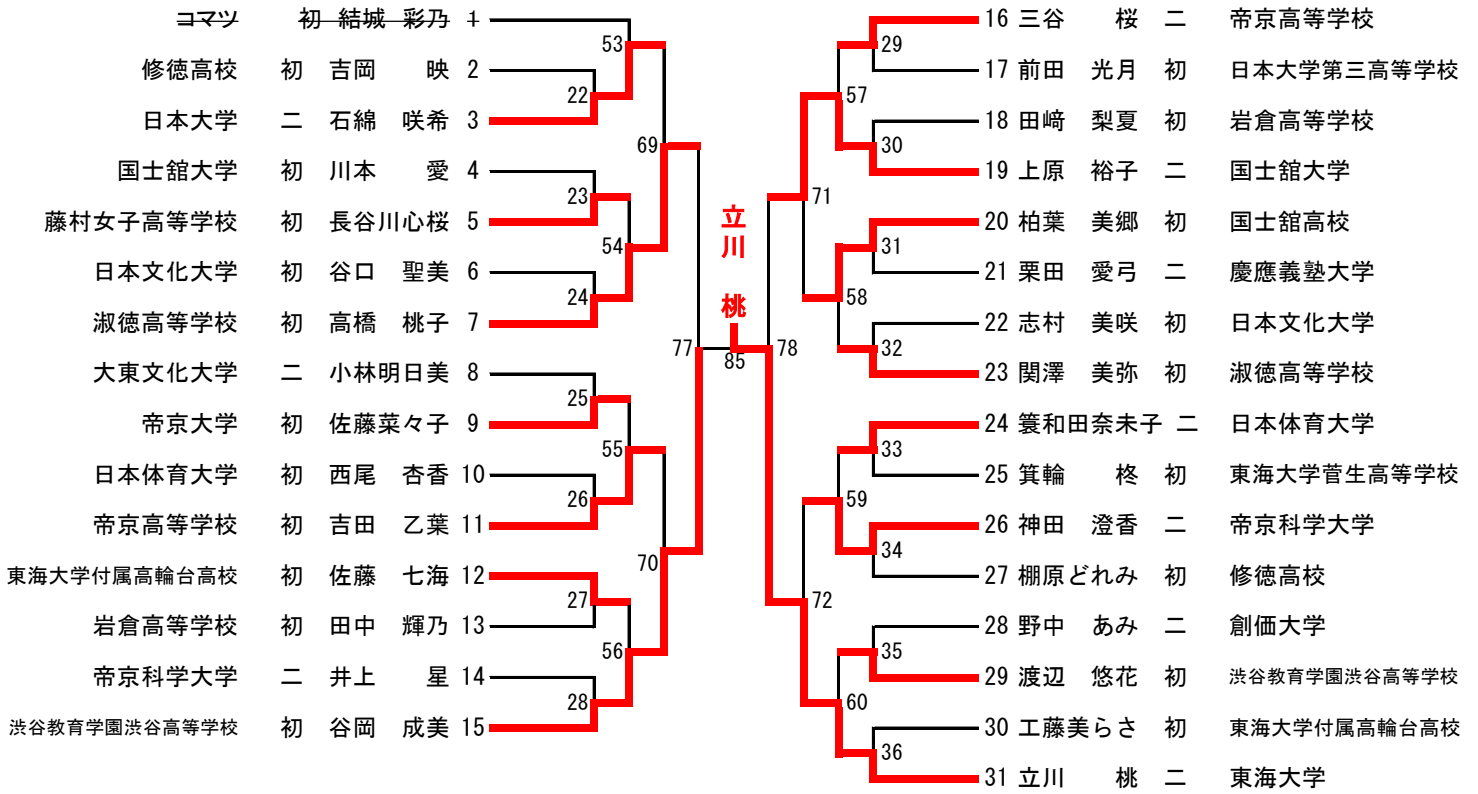 コマツ 初 結城 彩乃 1
修徳高校 初 吉岡 映 2
日本大学 二 石綿 咲希 3
国士舘大学 初 川本 愛 4
藤村女子高等学校 初 長谷川心桜 5
日本文化大学 初 谷口 聖美 6
淑徳高等学校 初 高橋 桃子 7
大東文化大学 二 小林明日美 8
帝京大学 初 佐藤菜々子 9
日本体育大学 初 西尾 杏香 10
帝京高等学校 初 吉田 乙葉 11
東海大学付属高輪台高校 初 佐藤 七海 12
岩倉高等学校 初 田中 輝乃 13
帝京科学大学 二 井上 星 14
渋谷教育学園渋谷高等学校 初 谷岡 成美 15
53
22
69
23
54
24
77
25
55
26
70
27
56
28
立川 桃
85
78
29
57
30
71
31
58
32
33
59
34
72
35
60
36
16 三谷 桜 二 帝京高等学校
17 前田 光月 初 日本大学第三高等学校
18 田﨑 梨夏 初 岩倉高等学校
19 上原 裕子 二 国士舘大学
20 柏葉 美郷 初 国士舘高校
21 栗田 愛弓 二 慶應義塾大学
22 志村 美咲 初 日本文化大学
23 関澤 美弥 初 淑徳高等学校
24 簑和田奈未子 二 日本体育大学
25 箕輪 柊 初 東海大学菅生高等学校
26 神田 澄香 二 帝京科学大学
27 棚原どれみ 初 修徳高校
28 野中 あみ 二 創価大学
29 渡辺 悠花 初 渋谷教育学園渋谷高等学校
30 工藤美らさ 初 東海大学付属高輪台高校
31 立川 桃 二 東海大学